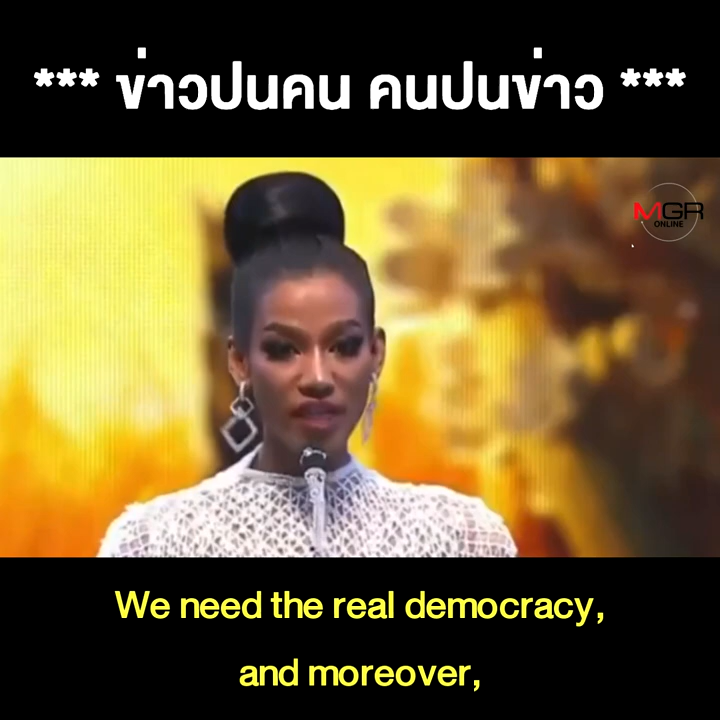 *** ข่าวปนคน คนปนข่าว ***
MGR
ONLINE
We need the real democracy,
and moreover,